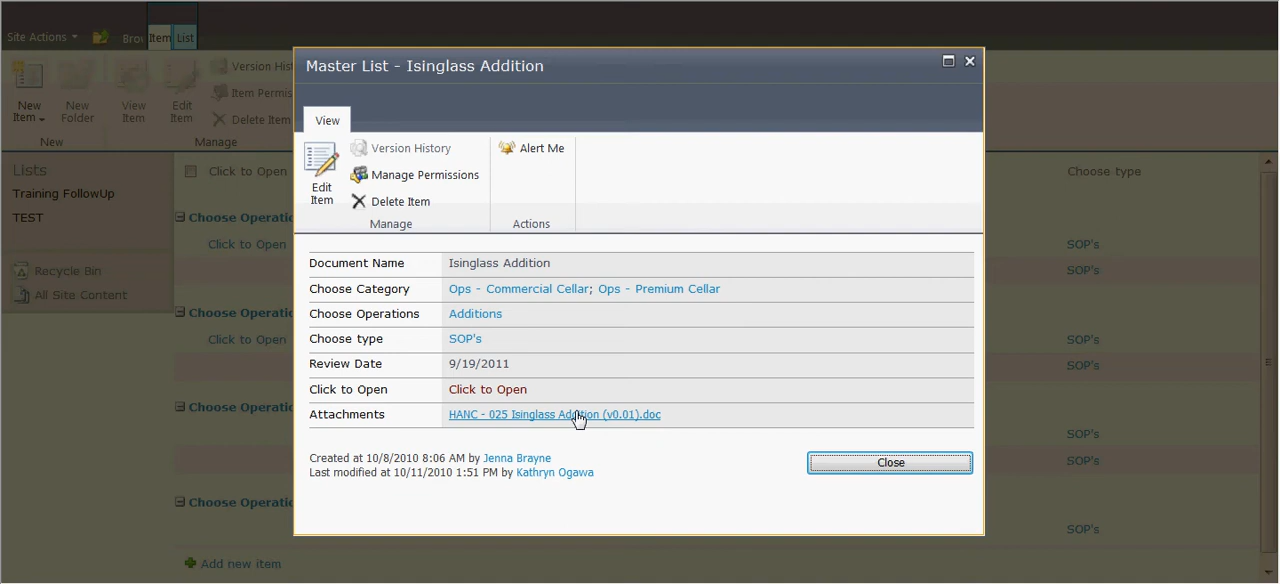 Site Actions
Brou
Item
List
New Item
New Folder
View Item
Edit Item
Version Hist
Item Permis
Delete Item
New
Manage
Lists
Training FollowUp
TEST
Recycle Bin
All Site Content
Click to Open
Choose type
Choose Operatio
Click to Open
SOP's
SOP's
Choose Operatio
Click to Open
SOP's
SOP's
Choose Operatio
SOP's
SOP's
Choose Operatio
SOP's
Add new item
Master List - Isinglass Addition
View
Edit Item
Version History
Manage Permissions
Delete Item
Manage
Alert Me
Actions
Document Name Isinglass Addition
Choose Category Ops - Commercial Cellar; Ops - Premium Cellar
Choose Operations Additions
Choose type SOP's
Review Date 9/19/2011
Click to Open Click to Open
Attachments HANC - 025 Isinglass Addition (v0.01).doc
Created at 10/8/2010 8:06 AM by Jenna Brayne
Last modified at 10/11/2010 1:51 PM by Kathryn Ogawa
Close